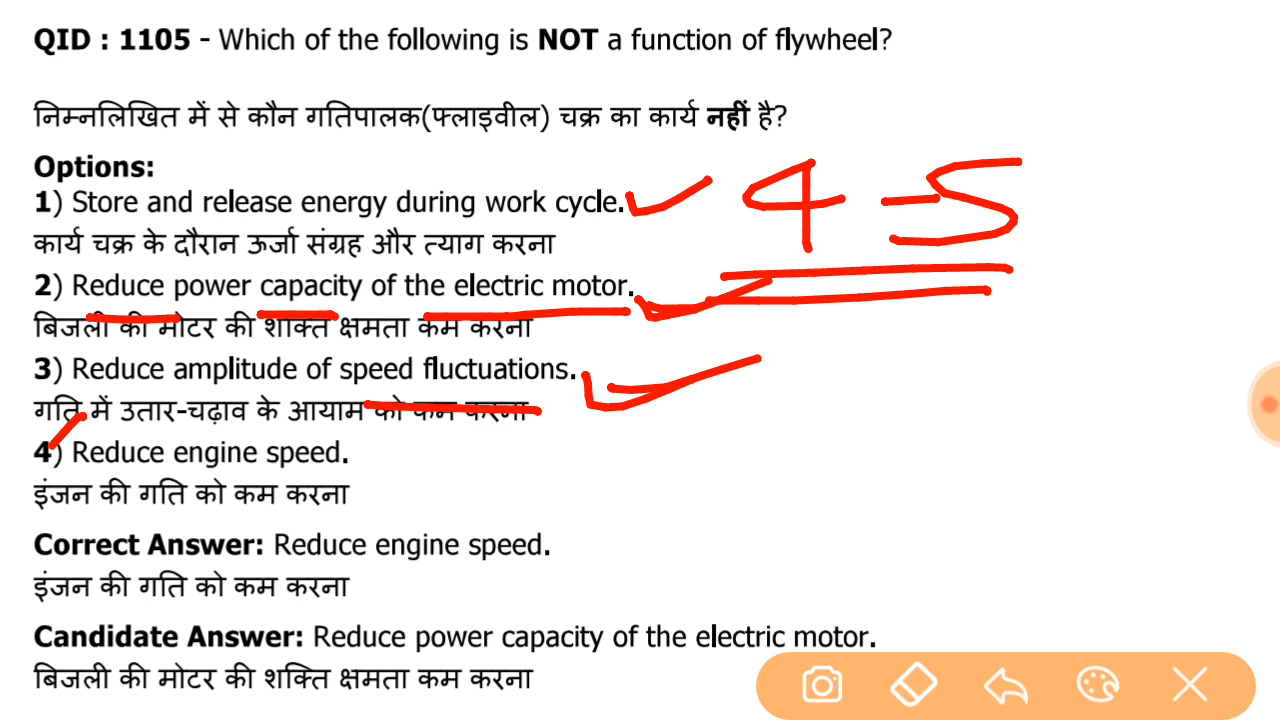 QID : 1105 - Which of the following is NOT a function of flywheel?
निम्नलिखित में से कौन गतिपालक(फ्लाइवील) चक्र का कार्य नहीं है?
Options:
1) Store and release energy during work cycle.
4-5
कार्य चक्र के दौरान ऊर्जा संग्रह और त्याग करना
2) Reduce power capacity of the electric motor.
बिजली की मोटर की शक्ति क्षमता कम करना
3) Reduce amplitude of speed fluctuations.
गति में उतार-चढ़ाव के आयाम को कम करना
4) Reduce engine speed.
इंजन की गति को कम करना
Correct Answer: Reduce engine speed.
इंजन की गति को कम करना
Candidate Answer: Reduce power capacity of the electric motor.
बिजली की मोटर की शक्ति क्षमता कम करना